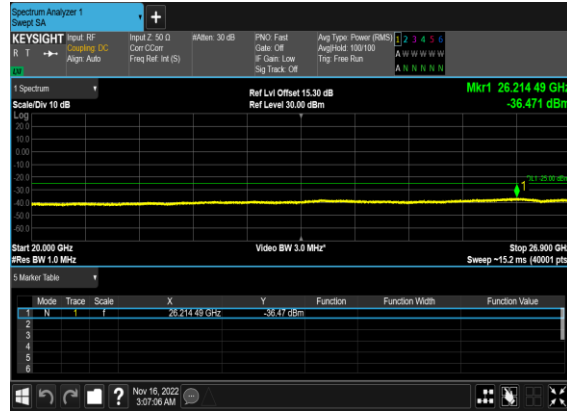 Spectrum Analyzer 1
Swept SA
+
KEYSIGHT Input: RF Input Z: 50 Ω #Atten: 30 dB PNO: Fast Avg Type: Power (RMS) 1 2 3 4 5 6
R T Coupling: DC Corr CCorr Gate: Off Avg|Hold: 100/100 A W W W W W
Align: Auto Freq Ref: Int (S) IF Gain: Low Trig: Free Run
Sig Track: Off A N N N N N
1 Spectrum
Ref Lvl Offset 15.30 dB Mkr1 26.214 49 GHz
Scale/Div 10 dB Ref Level 30.00 dBm -36.471 dBm
Log
20.0
10.0
0.00
-10.0
-20.0
DL1 -25.00 dBm
-30.0
1
-40.0
-50.0
-60.0
Start 20.000 GHz Video BW 3.0 MHz* Stop 26.900 GHz
#Res BW 1.0 MHz Sweep ~15.2 ms (40001 pts)
5 Marker Table
Mode Trace Scale X Y Function Function Width Function Value
1 N 1 f 26.214 49 GHz -36.47 dBm
2
3
4
5
6
? Nov 16, 2022
3:07:06 AM